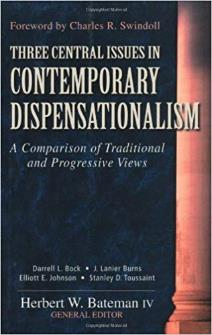 Foreword by Charles R. Swindoll
THREE CENTRAL ISSUES IN
CONTEMPORARY
DISPENSATIONALISM
A Comparison of Traditional
and Progressive Views
Darrell L. Bock • J. Lanier Burns
Elliott E. Johnson • Stanley D. Toussaint
Herbert W. Bateman IV
GENERAL EDITOR